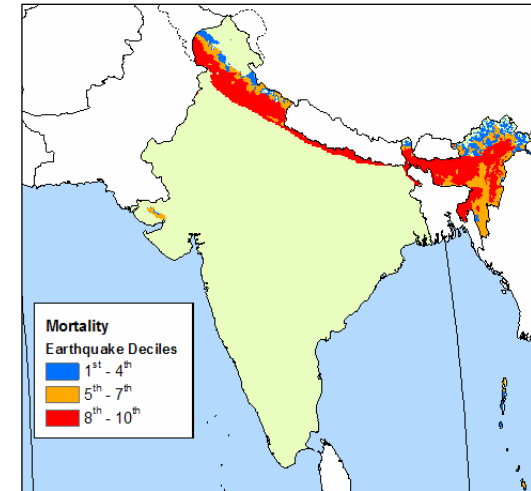 Mortality
Earthquake Deciles
1st - 4th
5th - 7th
8th - 10th